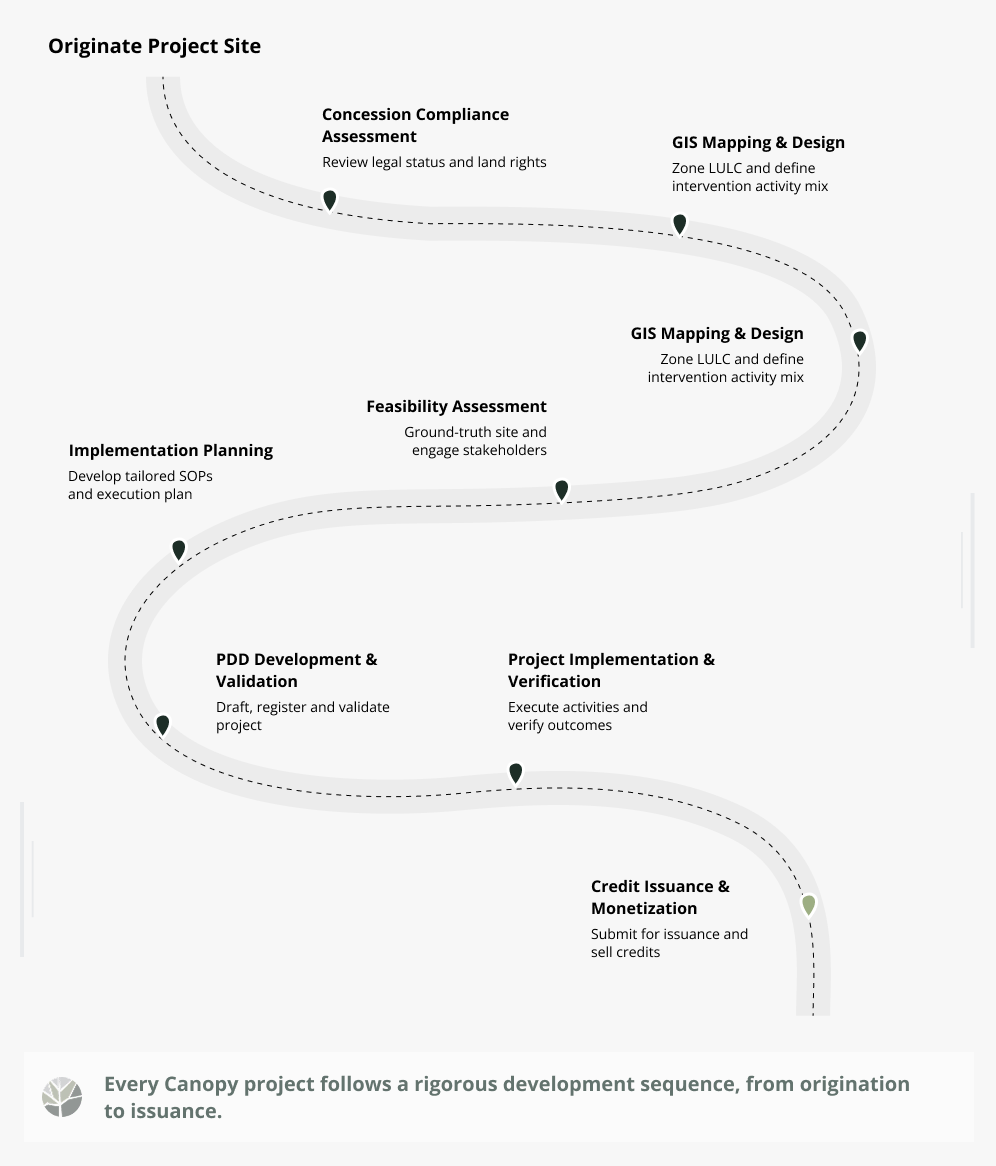 Originate Project Site
Concession Compliance
Assessment
Review legal status and land rights
GIS Mapping & Design
Zone LULC and define
intervention activity mix
GIS Mapping & Design
Zone LULC and define
intervention activity mix
Feasibility Assessment
Ground-truth site and
engage stakeholders
Implementation Planning
Develop tailored SOPs
and execution plan
PDD Development &
Validation
Draft, register and validate
project
Project Implementation &
Verification
Execute activities and
verify outcomes
Credit Issuance &
Monetization
Submit for issuance and
sell credits
Every Canopy project follows a rigorous development sequence, from origination
to issuance.